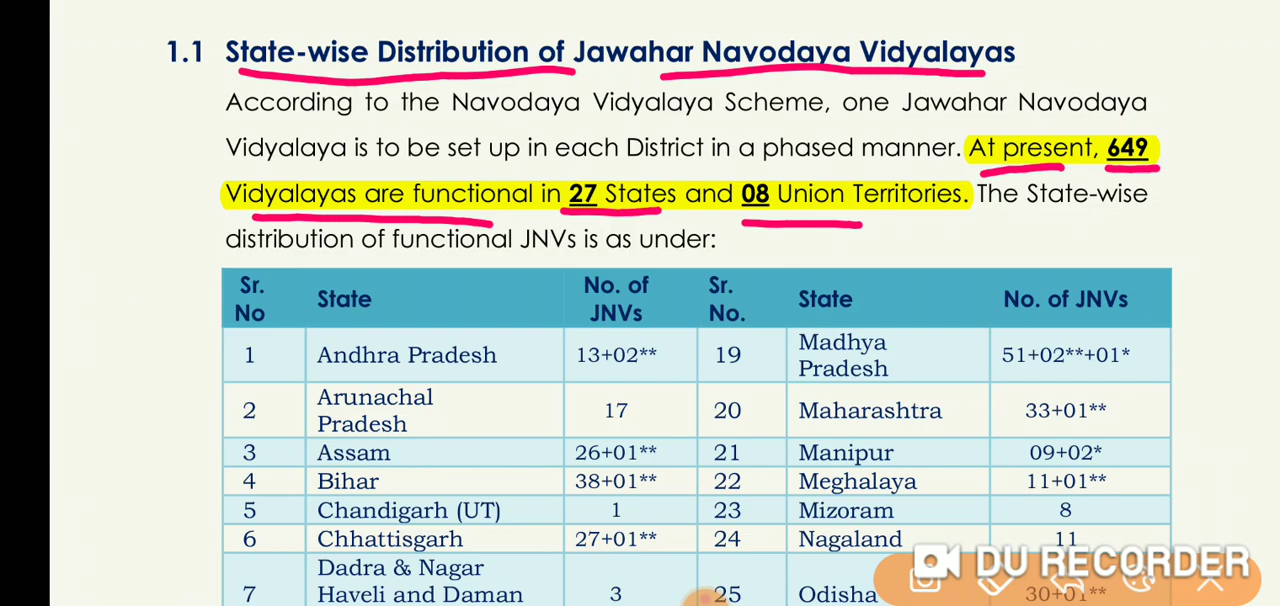 1.1 State-wise Distribution of Jawahar Navodaya Vidyalayas
According to the Navodaya Vidyalaya Scheme, one Jawahar Navodaya
Vidyalaya is to be set up in each District in a phased manner. At present, 649
Vidyalayas are functional in 27 States and 08 Union Territories. The State-wise
distribution of functional JNVs is as under:
Sr. No State No. of JNVs Sr. No. State No. of JNVs
1 Andhra Pradesh 13+02** 19 Madhya Pradesh 51+02**+01*
2 Arunachal Pradesh 17 20 Maharashtra 33+01**
3 Assam 26+01** 21 Manipur 09+02*
4 Bihar 38+01** 22 Meghalaya 11+01**
5 Chandigarh (UT) 1 23 Mizoram 8
6 Chhattisgarh 27+01** 24 Nagaland 11
7 Dadra & Nagar Haveli and Daman 3 25 Odisha 30+01**
DU RECORDER